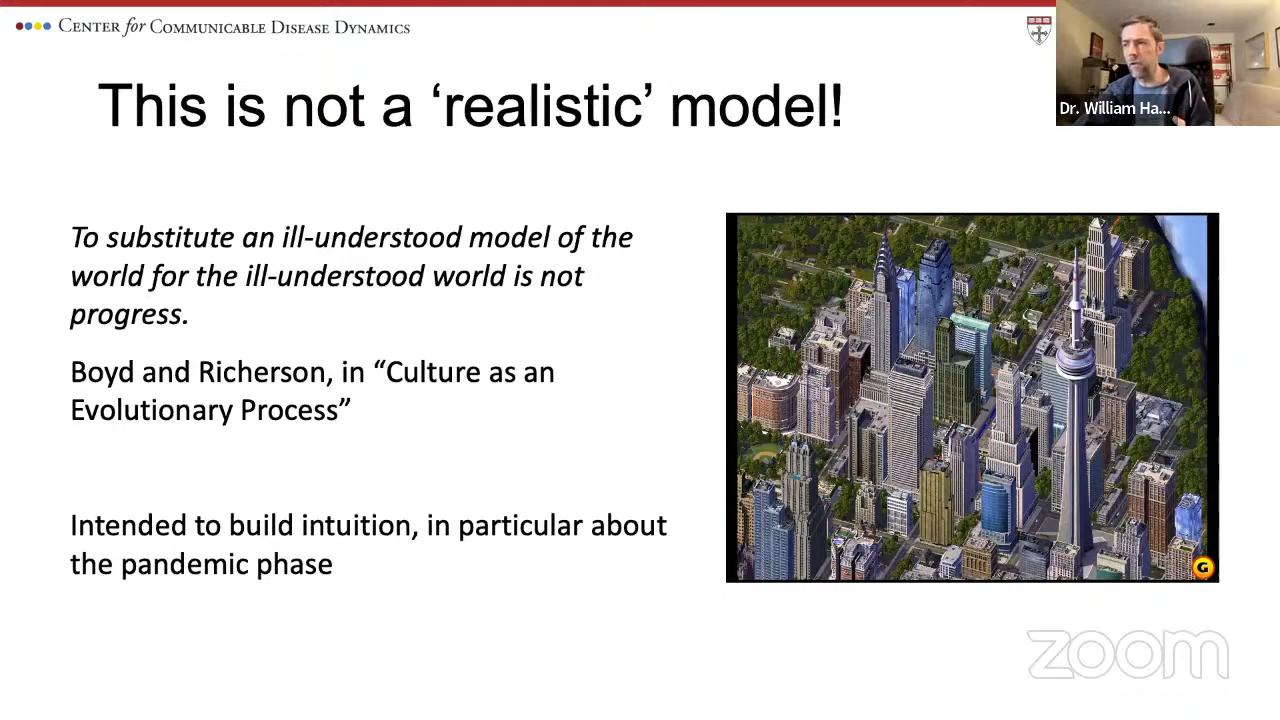 CENTER for COMMUNICABLE DISEASE DYNAMICS
Dr. William Ha...
This is not a ‘realistic’ model!
To substitute an ill-understood model of the
world for the ill-understood world is not
progress.
Boyd and Richerson, in “Culture as an
Evolutionary Process”
Intended to build intuition, in particular about
the pandemic phase
G
zoom